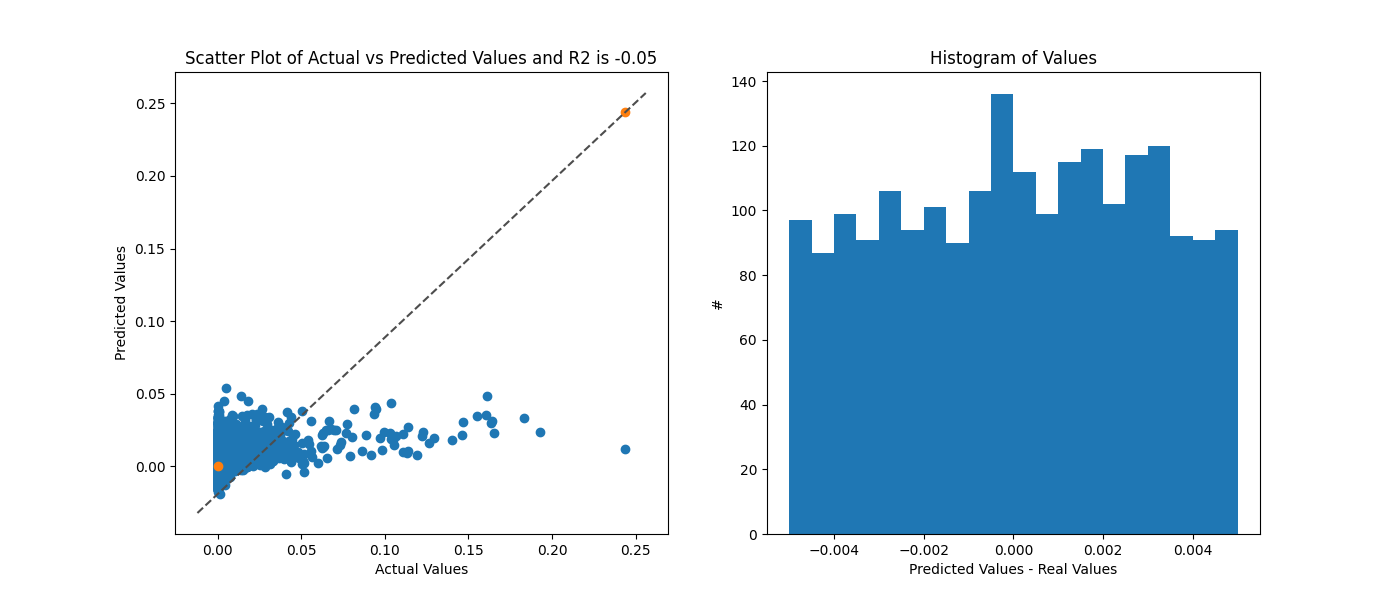 Scatter Plot of Actual vs Predicted Values and R2 is -0.05
0.25
0.20
0.15
0.10
0.05
0.00
Predicted Values
0.00 0.05 0.10 0.15 0.20 0.25
Actual Values
Histogram of Values
140
120
100
80
60
40
20
0
#
−0.004 −0.002 0.000 0.002 0.004
Predicted Values - Real Values